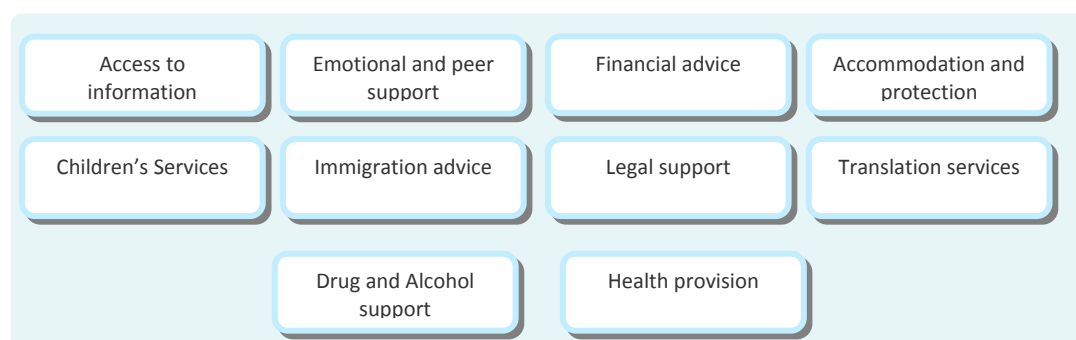 Access to
information
Emotional and peer
support
Financial advice
Accommodation and
protection
Children’s Services
Immigration advice
Legal support
Translation services
Drug and Alcohol
support
Health provision